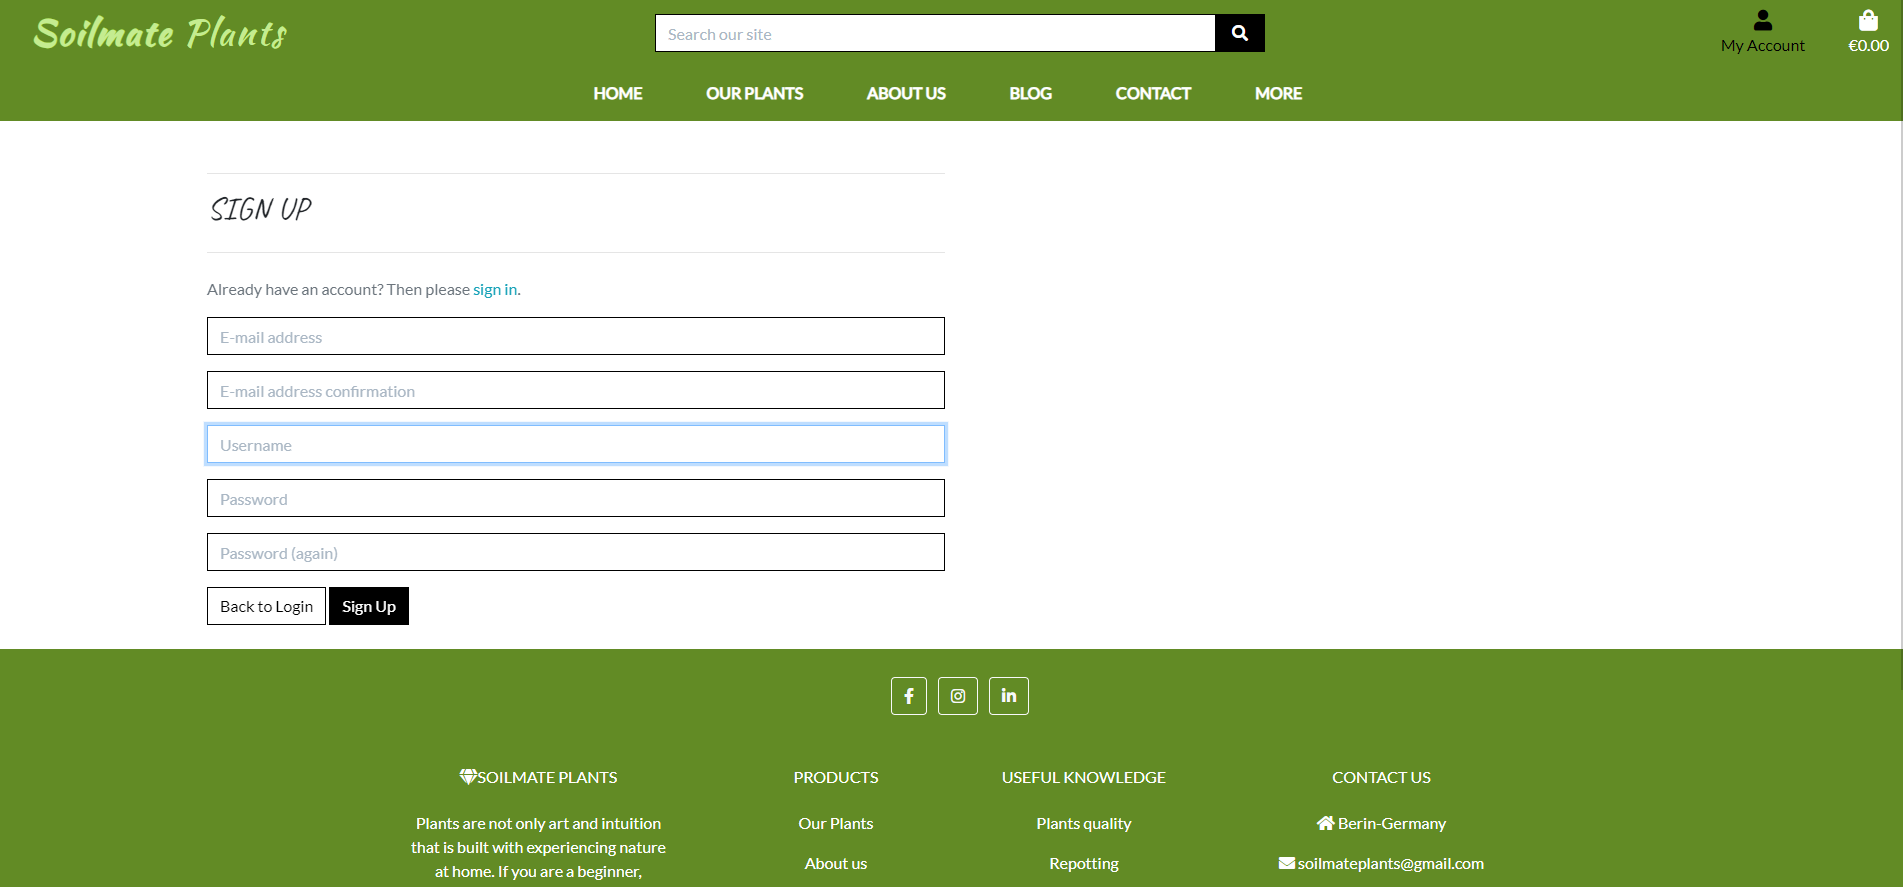 Soilmate Plants
Search our site
My Account
€0.00
HOME
OUR PLANTS
ABOUT US
BLOG
CONTACT
MORE
SIGN UP
Already have an account? Then please sign in.
E-mail address
E-mail address confirmation
Username
Password
Password (again)
Back to Login
Sign Up
SOILMATE PLANTS
Plants are not only art and intuition
that is built with experiencing nature
at home. If you are a beginner,
PRODUCTS
Our Plants
About us
USEFUL KNOWLEDGE
Plants quality
Repotting
CONTACT US
Berin-Germany
soilmateplants@gmail.com